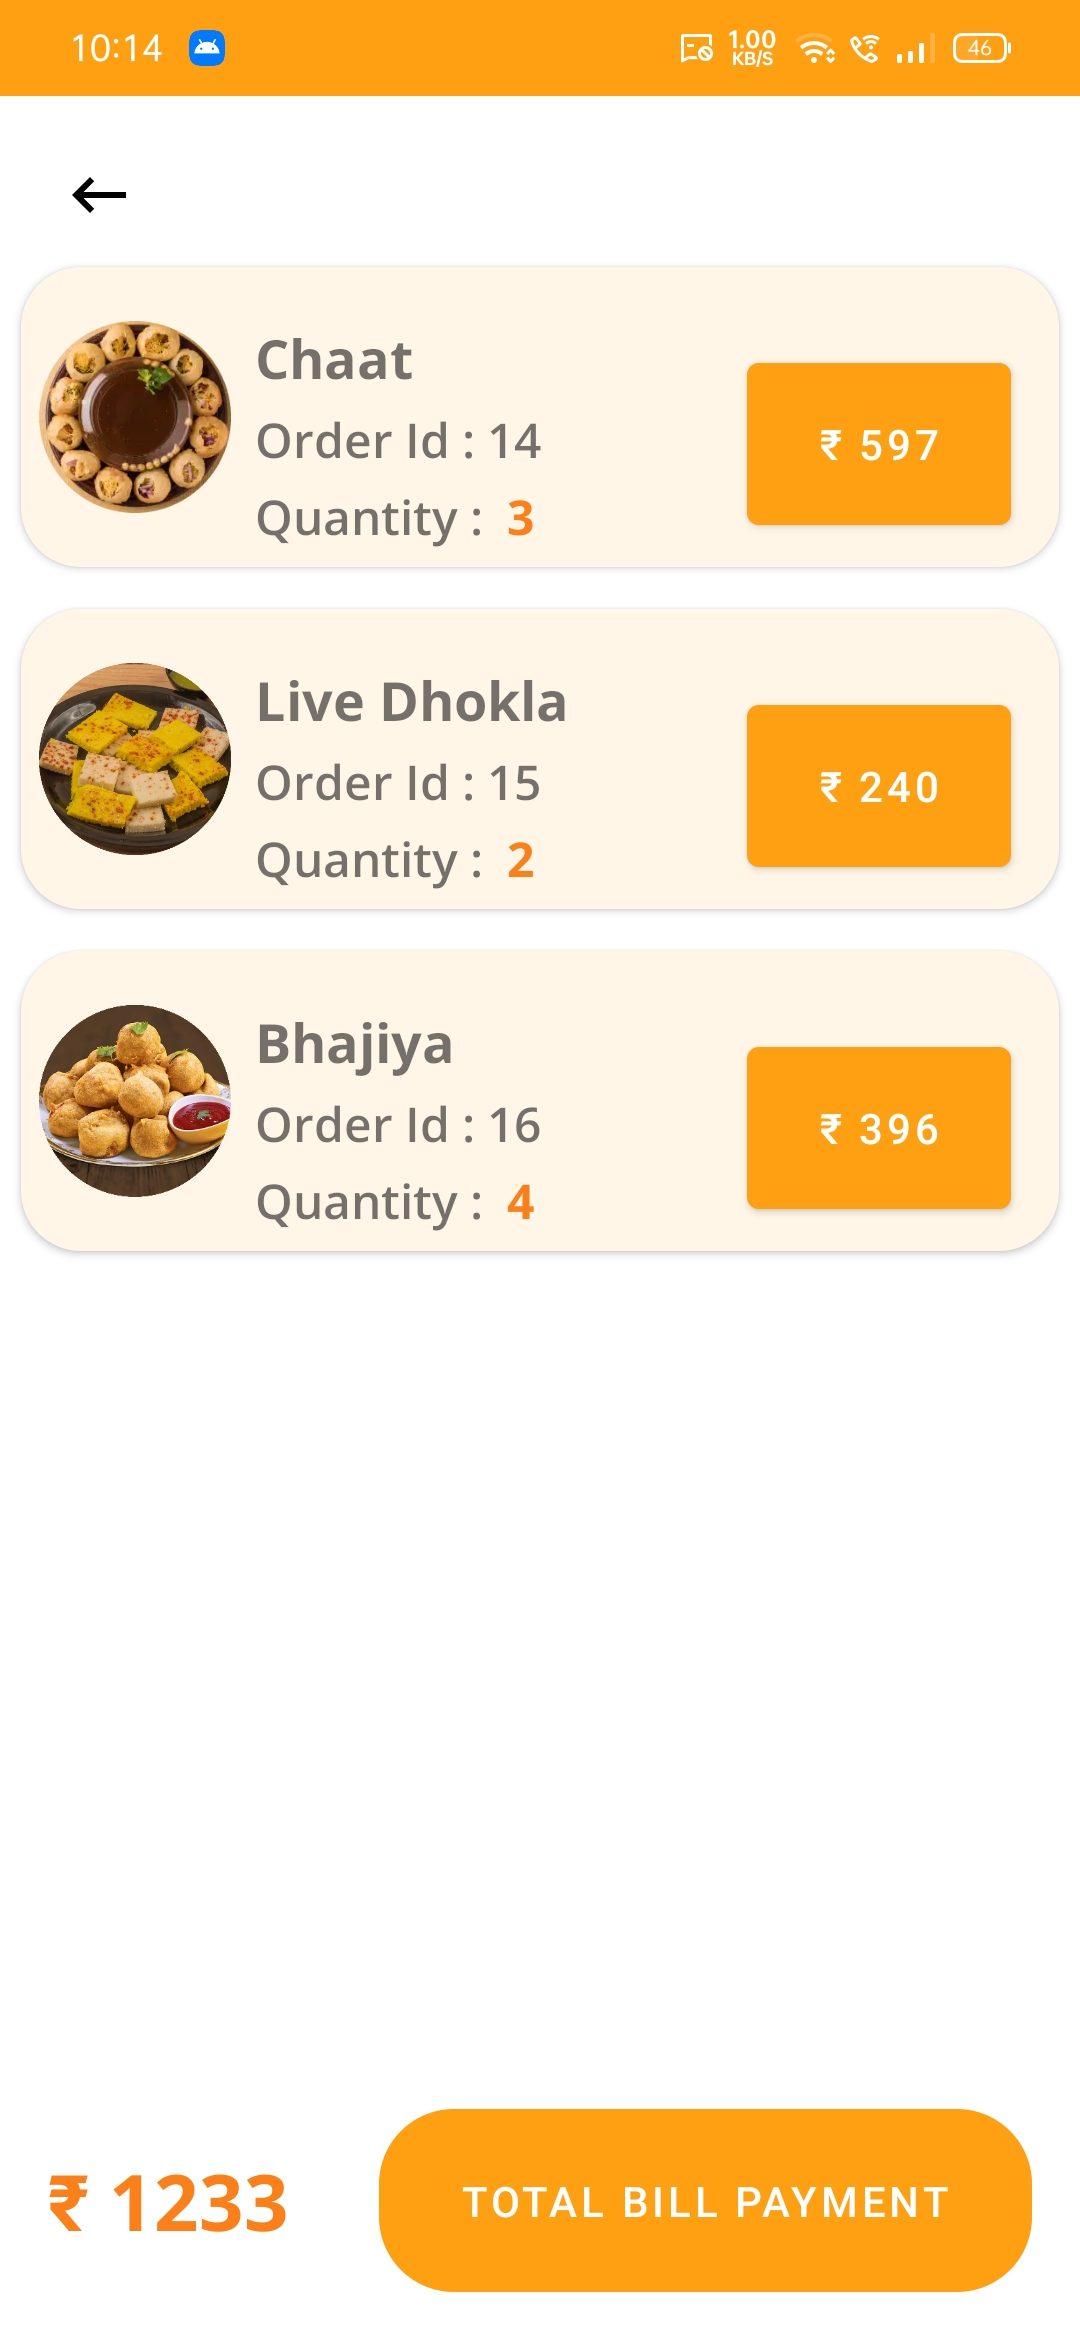 10:14
1.00
KB/S
46
Chaat
Order Id : 14
Quantity : 3
₹ 597
Live Dhokla
Order Id : 15
Quantity : 2
₹ 240
Bhajiya
Order Id : 16
Quantity : 4
₹ 396
₹ 1233
TOTAL BILL PAYMENT